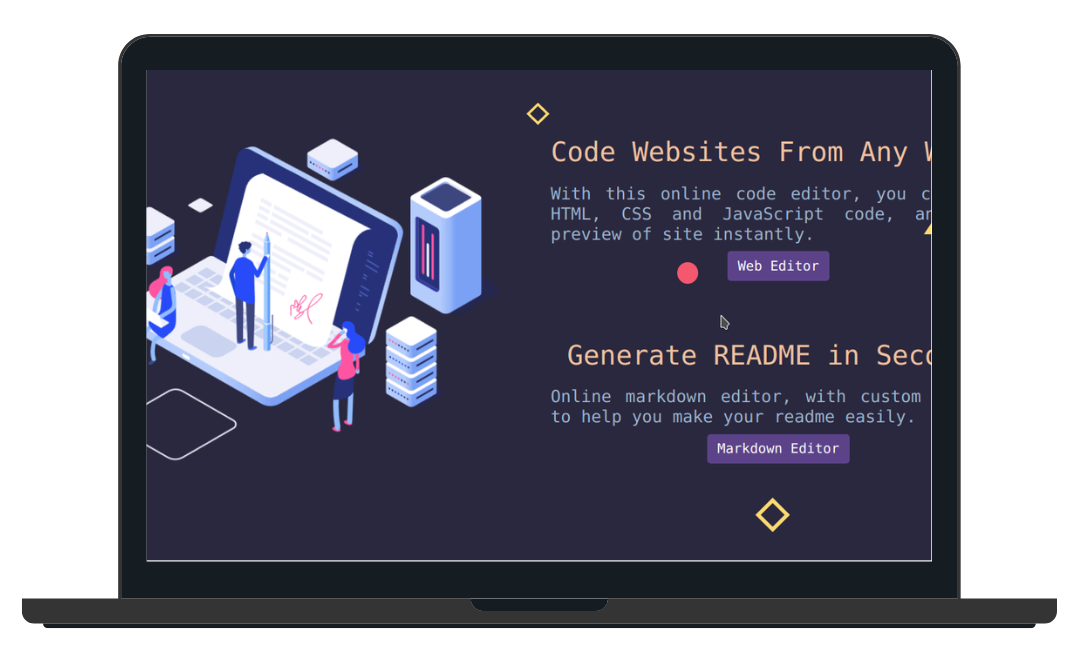 Code Websites From Any
With this online code editor, you
HTML, CSS and JavaScript code,
preview of site instantly.
Web Editor
Generate README in
Online markdown editor, with custom
to help you make your readme easily.
Markdown Editor